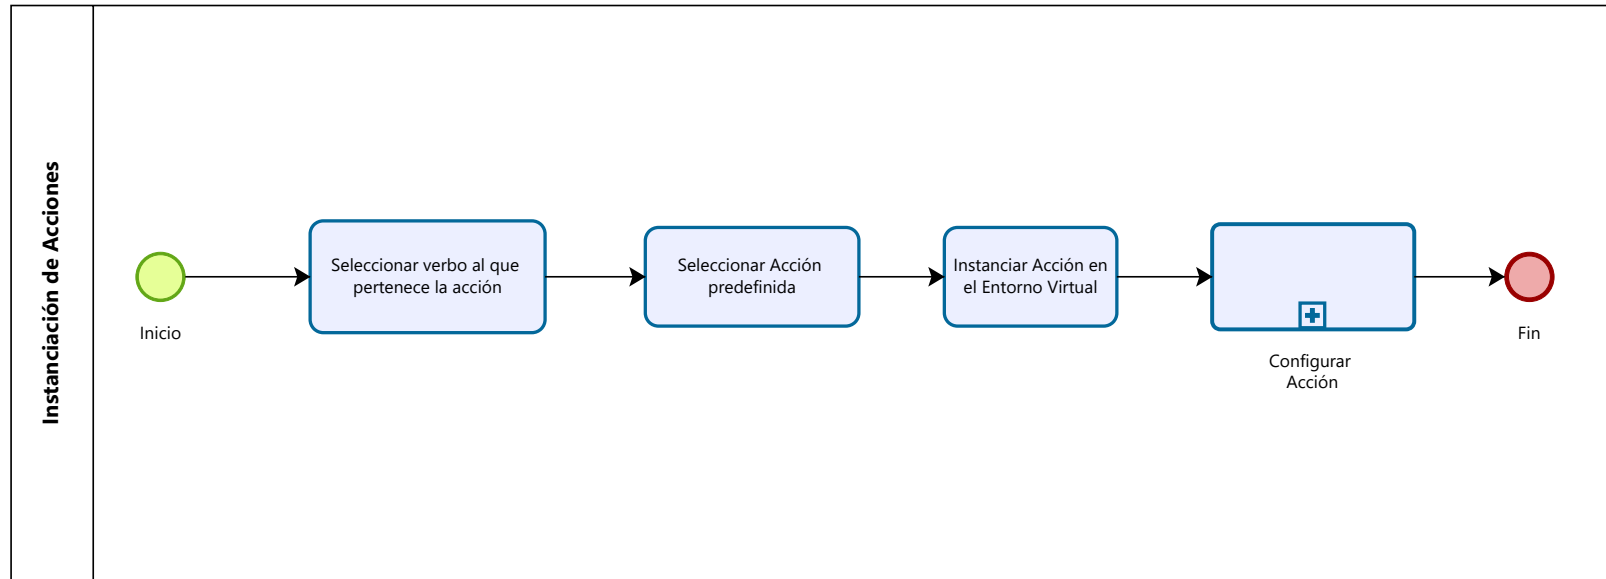 Instanciación de Acciones
Inicio
Seleccionar verbo al que
pertenece la acción
Seleccionar Acción
predefinida
Instanciar Acción en
el Entorno Virtual
Configurar
Acción
Fin